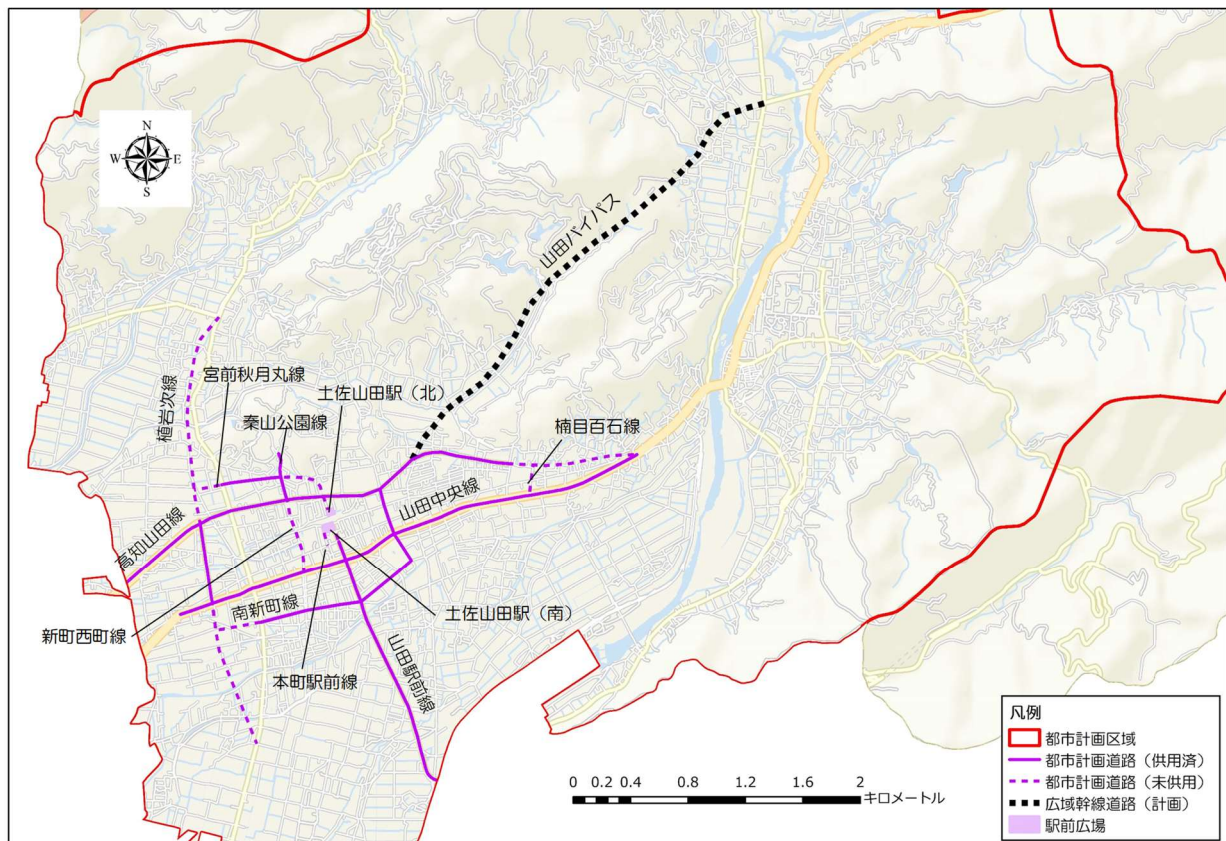 N
W
E
S
山田バイパス
植岩次線
宮前秋月丸線
土佐山田駅（北）
秦山公園線
楠目百石線
山田中央線
高知山田線
南新町線
新町西町線
土佐山田駅（南）
本町駅前線
山田駅前線
凡例
都市計画区域
都市計画道路（供用済）
都市計画道路（未供用）
広域幹線道路（計画）
駅前広場
0 0.2 0.4 0.8 1.2 1.6 2
キロメートル